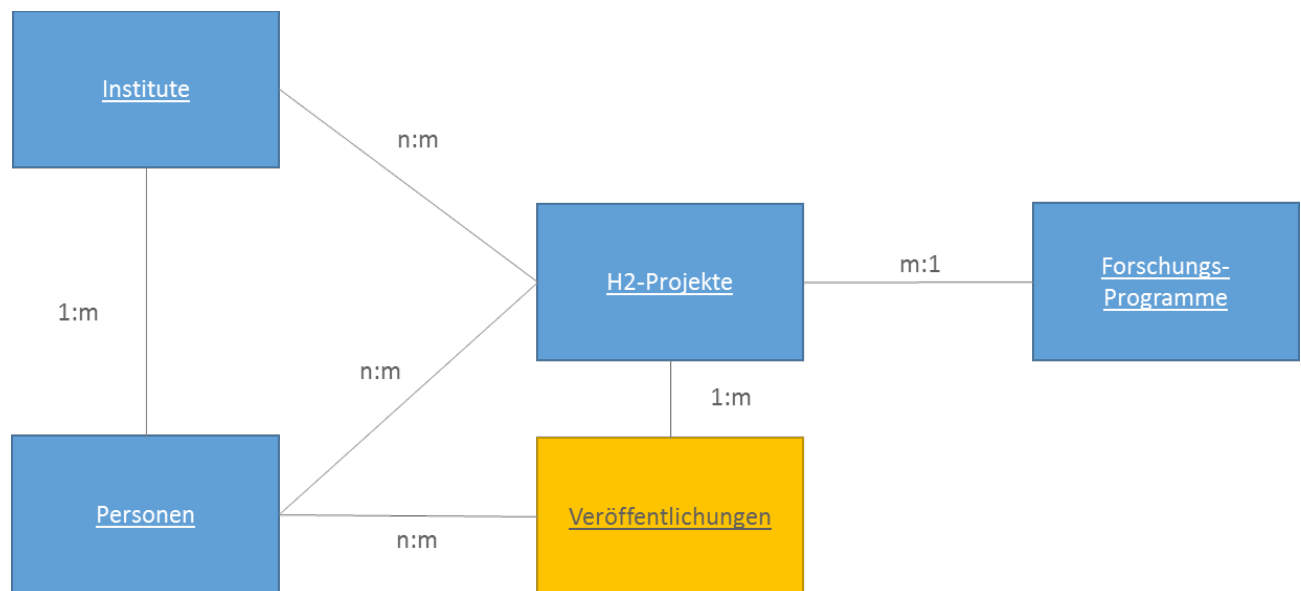 Institute
n:m
H2-Projekte
m:1
Forschungs-
Programme
1:m
n:m
1:m
Personen
n:m
Veröffentlichungen